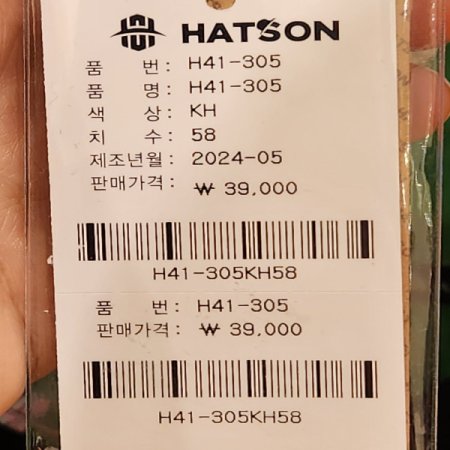 HATSON
품 번 : H41-305
품 명 : H41-305
색 상 : KH
치 수 : 58
제조년월 : 2024-05
판매가격 : ₩ 39,000
H41-305KH58
품 번 : H41-305
판매가격 : ₩ 39,000
H41-305KH58